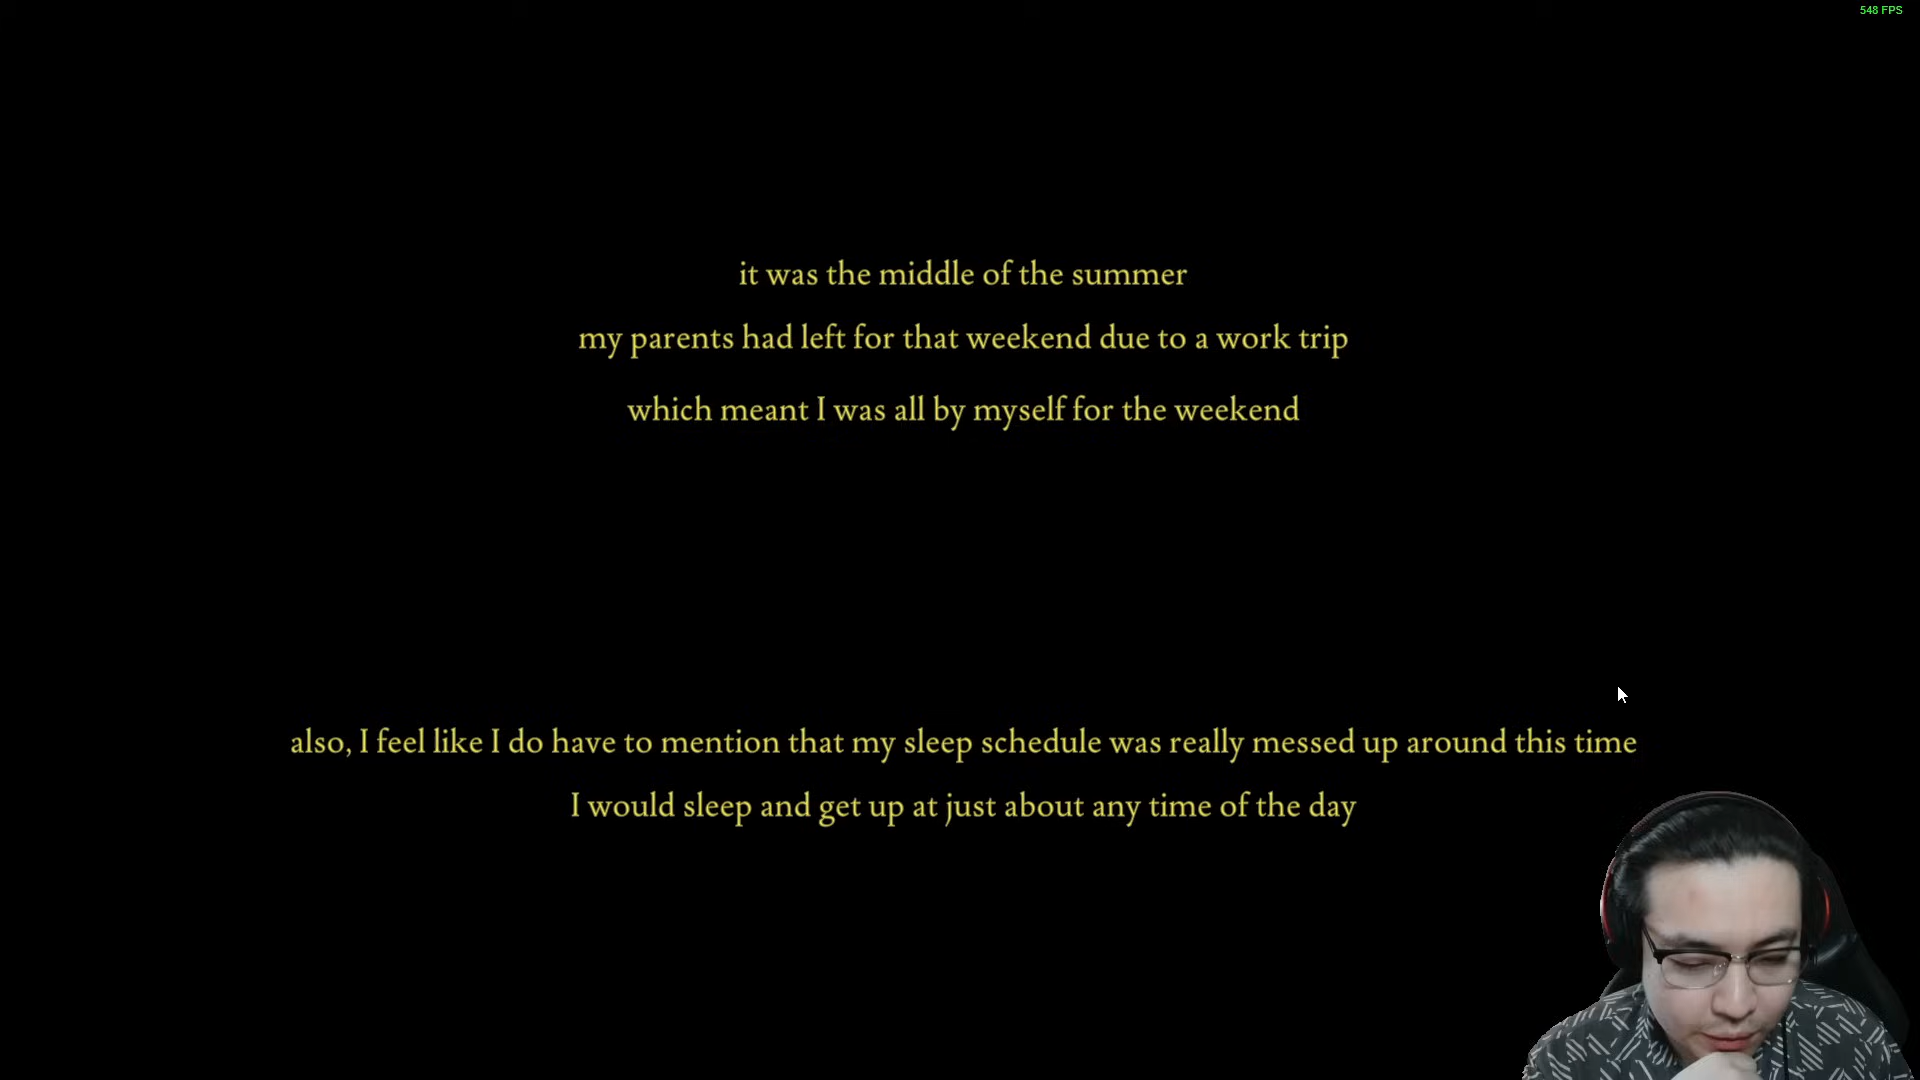 548 FPS
it was the middle of the summer
my parents had left for that weekend due to a work trip
which meant I was all by myself for the weekend
also, I feel like I do have to mention that my sleep schedule was really messed up around this time
I would sleep and get up at just about any time of the day